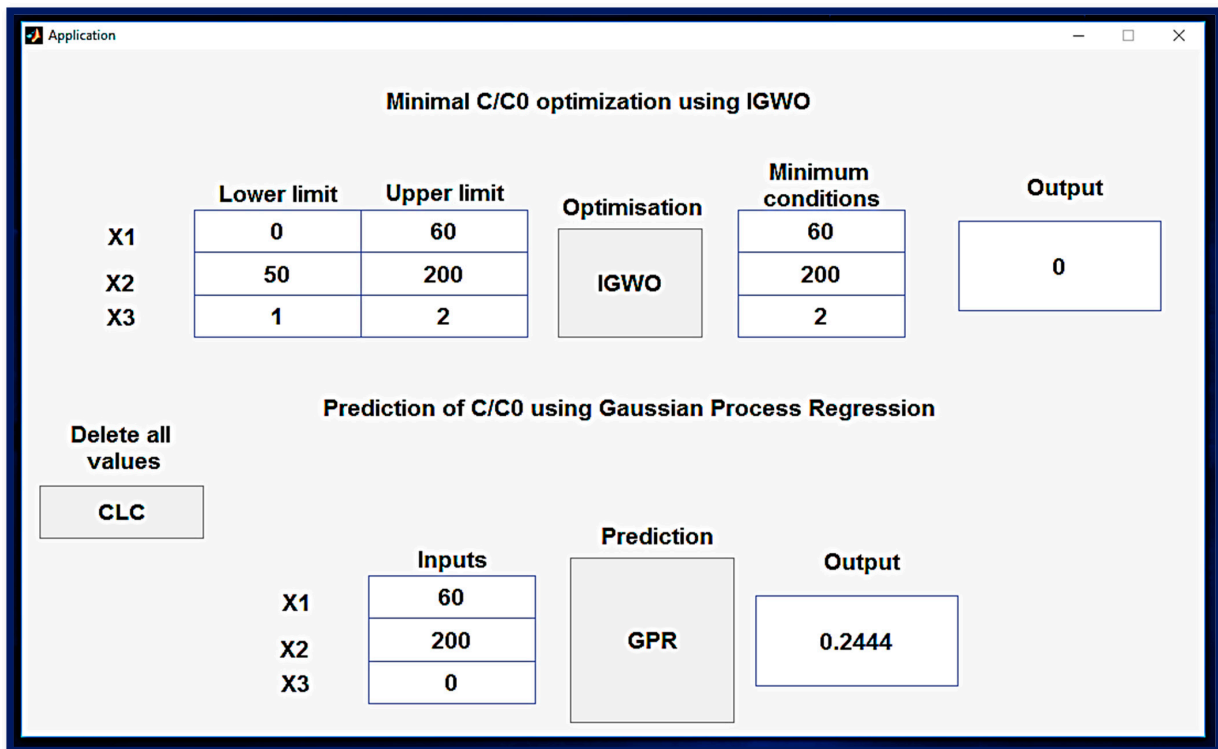 Application
Minimal C/C0 optimization using IGWO
Lower limit Upper limit Optimisation Minimum conditions Output
X1 0 60 60
X2 50 200 IGWO 200 0
X3 1 2 2
Prediction of C/C0 using Gaussian Process Regression
Delete all
values
CLC
Inputs Prediction Output
X1 60
X2 200 GPR 0.2444
X3 0